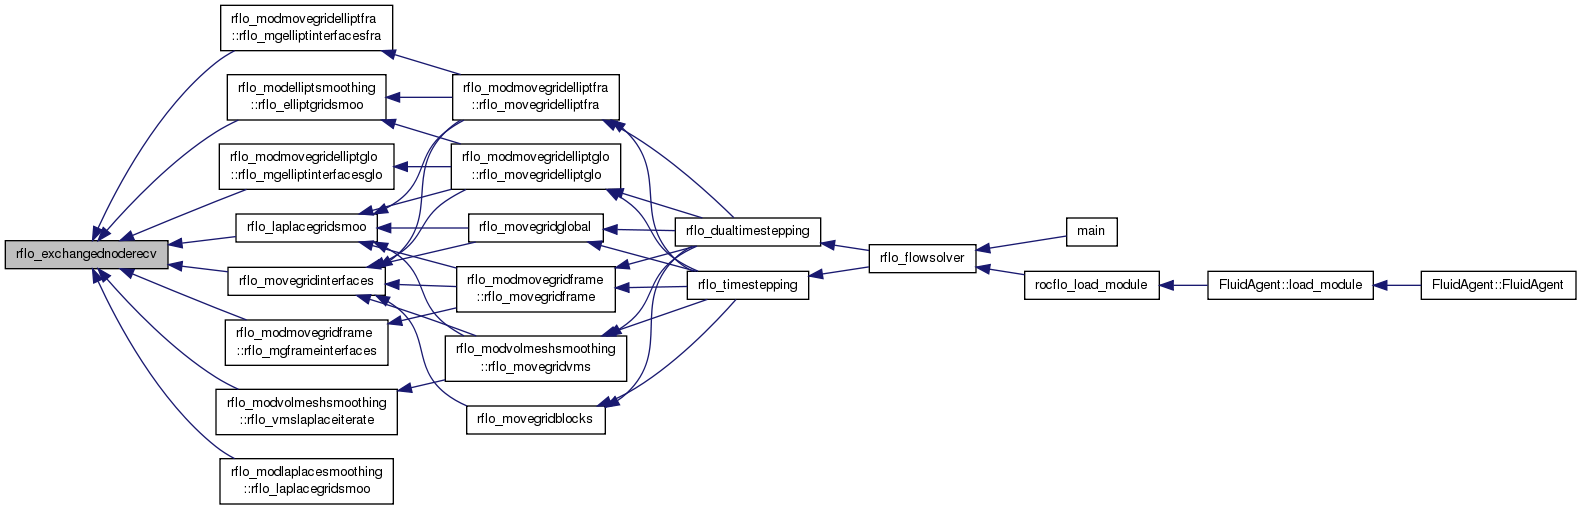 rflo_exchangednoderecv
rflo_modmovegridelliptfra
::rflo_mgelliptinterfacesfra
rflo_modelliptsmoothing
::rflo_elliptgridsmoo
rflo_modmovegridelliptglo
::rflo_mgelliptinterfacesglo
rflo_laplacegridsmoo
rflo_movegridinterfaces
rflo_modmovegridframe
::rflo_mgframeinterfaces
rflo_modvolmeshsmoothing
::rflo_vmslaplaceiterate
rflo_modlaplacesmoothing
::rflo_laplacegridsmoo
rflo_modmovegridelliptfra
::rflo_movegridelliptfra
rflo_modmovegridelliptglo
::rflo_movegridelliptglo
rflo_movegridglobal
rflo_modmovegridframe
::rflo_movegridframe
rflo_modvolmeshsmoothing
::rflo_movegridvms
rflo_movegridblocks
rflo_dualtimestepping
rflo_timestepping
rflo_flowsolver
main
rocflo_load_module
FluidAgent::load_module
FluidAgent::FluidAgent